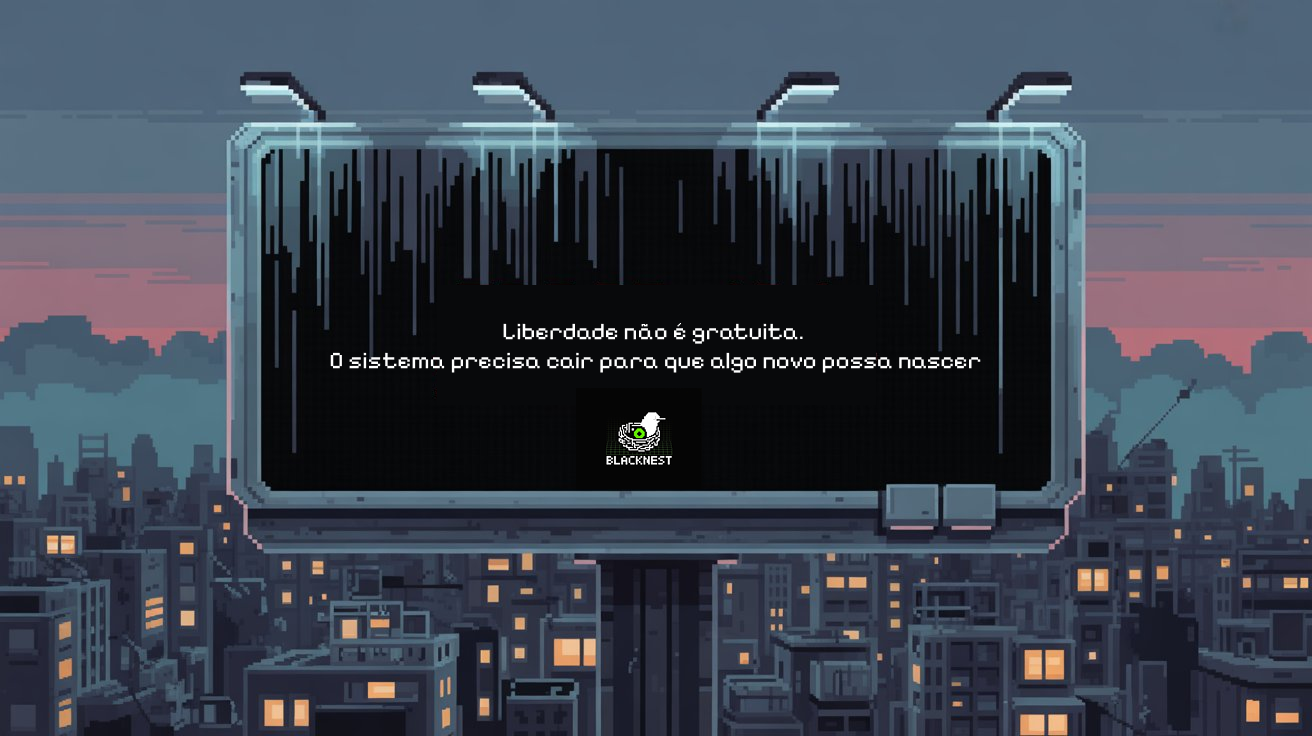 Liberdade não é gratuita.
O sistema precisa cair para que algo novo possa nascer
BLACKNEST